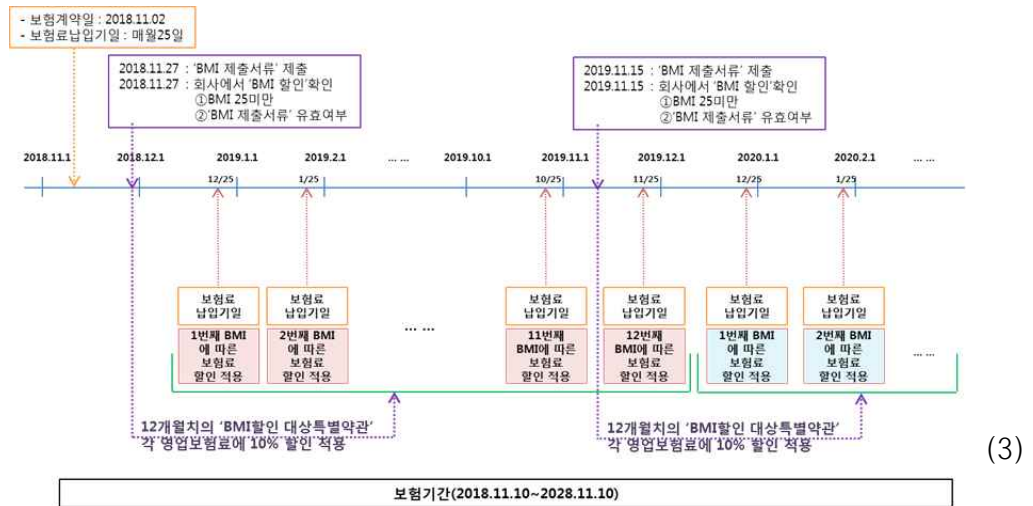 - 보험계약일 : 2018.11.02
- 보험료납입기일 : 매월25일
2018.11.27 : 'BMI 제출서류' 제출
2018.11.27 : 회사에서 'BMI 할인'확인
①BMI 25미만
②'BMI 제출서류' 유효여부
2019.11.15 : 'BMI 제출서류' 제출
2019.11.15 : 회사에서 'BMI 할인'확인
①BMI 25미만
②'BMI 제출서류' 유효여부
2018.11.1 2018.12.1 2019.1.1 2019.2.1 ... ... 2019.10.1 2019.11.1 2019.12.1 2020.1.1 2020.2.1 ... ...
12/25 1/25 10/25 11/25 12/25 1/25
보험료 보험료 보험료 보험료 보험료 보험료
납입기일 납입기일 납입기일 납입기일 납입기일 납입기일
1번째 BMI 2번째 BMI ... ... 11번째 12번째 1번째 BMI 2번째 BMI
에 따른 에 따른 BMI에 따른 BMI에 따른 에 따른 에 따른 ... ...
보험료 보험료 보험료 보험료 보험료 보험료
할인 적용 할인 적용 할인 적용 할인 적용 할인 적용 할인 적용
12개월치의 'BMI할인 대상특별약관' 12개월치의 'BMI할인 대상특별약관'
각 영업보험료에 10% 할인 적용 각 영업보험료에 10% 할인 적용
(3)
보험기간(2018.11.10~2028.11.10)